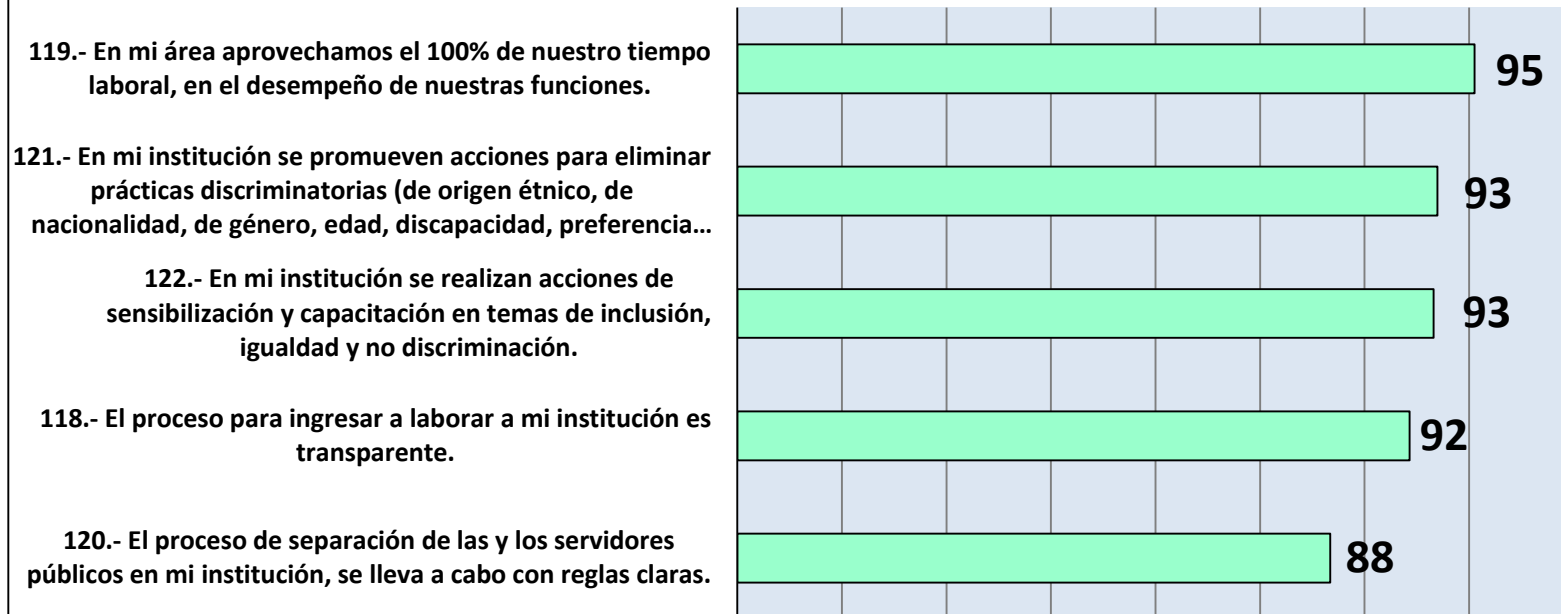 119.- En mi área aprovechamos el 100% de nuestro tiempo
laboral, en el desempeño de nuestras funciones.
95
121.- En mi institución se promueven acciones para eliminar
prácticas discriminatorias (de origen étnico, de
nacionalidad, de género, edad, discapacidad, preferencia…
93
122.- En mi institución se realizan acciones de
sensibilización y capacitación en temas de inclusión,
igualdad y no discriminación.
93
118.- El proceso para ingresar a laborar a mi institución es
transparente.
92
120.- El proceso de separación de las y los servidores
públicos en mi institución, se lleva a cabo con reglas claras.
88